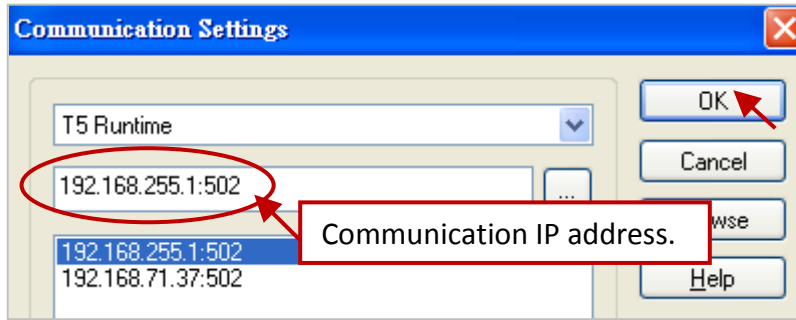 Communication Settings
T5 Runtime
OK
192.168.255.1:502
...
Cancel
Communication IP address.
wse
192.168.255.1:502
192.168.71.37:502
Help